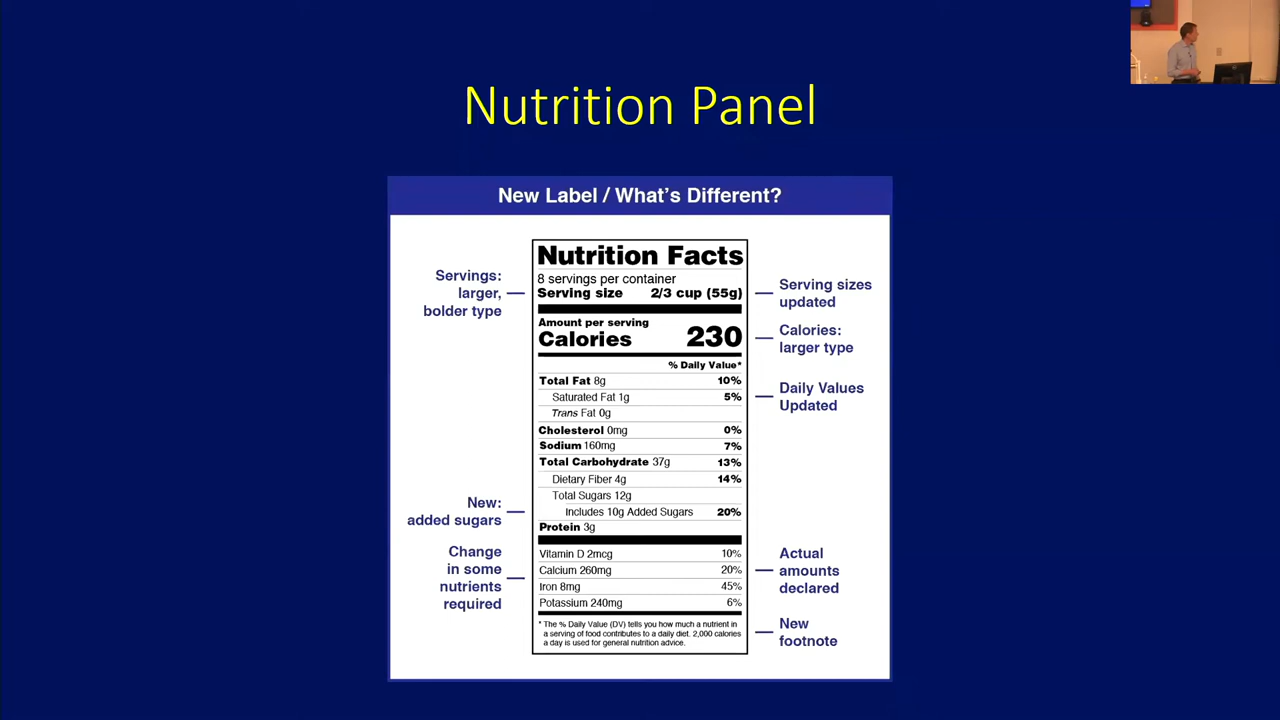 Nutrition Panel
New Label / What's Different?
Servings:
larger,
bolder type
New:
added sugars
Change
in some
nutrients
required
Nutrition Facts
8 servings per container
Serving size 2/3 cup (55g)
Amount per serving
Calories 230
% Daily Value*
Total Fat 8g 10%
Saturated Fat 1g 5%
Trans Fat 0g
Cholesterol 0mg 0%
Sodium 160mg 7%
Total Carbohydrate 37g 13%
Dietary Fiber 4g 14%
Total Sugars 12g
Includes 10g Added Sugars 20%
Protein 3g
Vitamin D 2mcg 10%
Calcium 260mg 20%
Iron 8mg 45%
Potassium 240mg 6%
* The % Daily Value (DV) tells you how much a nutrient in
a serving of food contributes to a daily diet. 2,000 calories
a day is used for general nutrition advice.
Serving sizes
updated
Calories:
larger type
Daily Values
Updated
Actual
amounts
declared
New
footnote